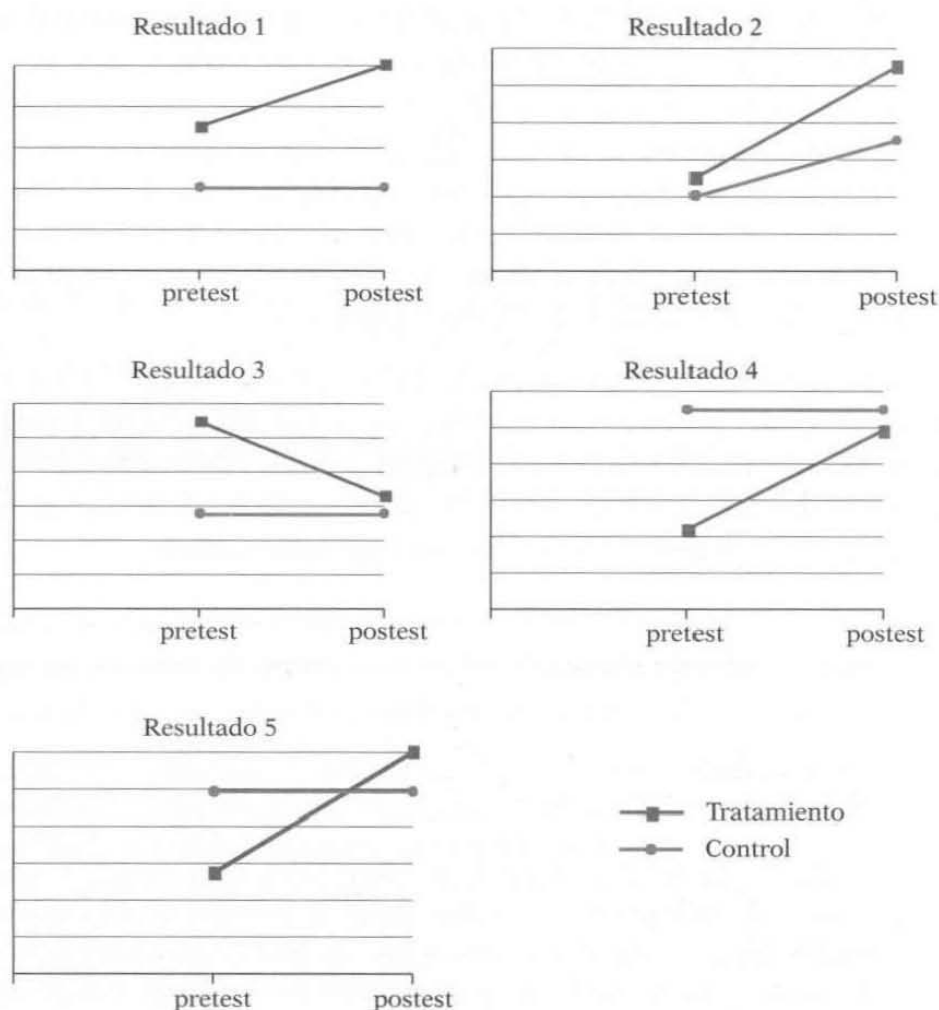 Resultado 1
Resultado 2
pretest postest
pretest postest
Resultado 3
Resultado 4
pretest postest
pretest postest
Resultado 5
Tratamiento
Control
pretest postest